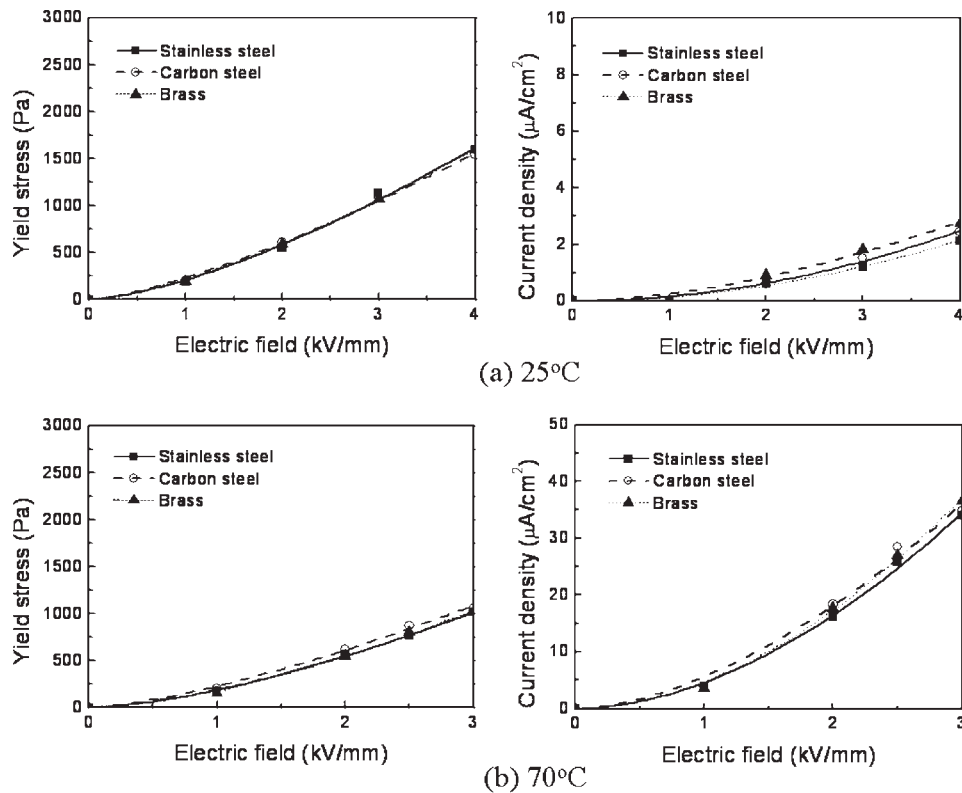 3000
2500
2000
1500
1000
500
0
Yield stress (Pa)
Stainless steel
Carbon steel
Brass
0 1 2 3 4
Electric field (kV/mm)
10
8
6
4
2
0
Current density (μA/cm²)
Stainless steel
Carbon steel
Brass
0 1 2 3 4
Electric field (kV/mm)
(a) 25°C
3000
2500
2000
1500
1000
500
0
Yield stress (Pa)
Stainless steel
Carbon steel
Brass
0 1 2 3
Electric field (kV/mm)
50
40
30
20
10
0
Current density (μA/cm²)
Stainless steel
Carbon steel
Brass
0 1 2 3
Electric field (kV/mm)
(b) 70°C